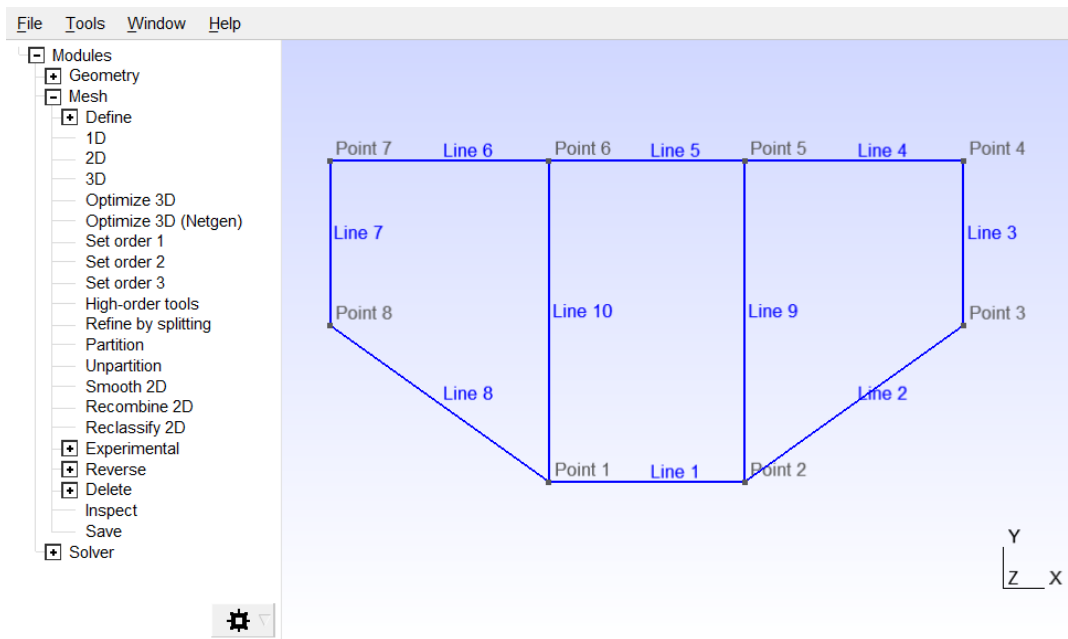 File Tools Window Help
Modules
Geometry
Mesh
Define
1D
2D
3D
Optimize 3D
Optimize 3D (Netgen)
Set order 1
Set order 2
Set order 3
High-order tools
Refine by splitting
Partition
Unpartition
Smooth 2D
Recombine 2D
Reclassify 2D
Experimental
Reverse
Delete
Inspect
Save
Solver
Point 7 Line 6 Point 6 Line 5 Point 5 Line 4 Point 4
Line 7 Line 3
Point 8 Line 10 Line 9 Point 3
Line 8 Line 2
Point 1 Line 1 Point 2
Y
Z X